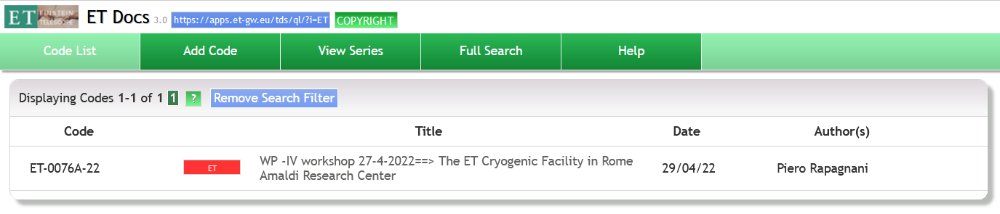 ET EINSTEIN TELESCOPE ET Docs 3.0 https://apps.et-gw.eu/tds/ql/?i=ET COPYRIGHT
Code List Add Code View Series Full Search Help
Displaying Codes 1-1 of 1 1 ? Remove Search Filter
Code Title Date Author(s)
ET-0076A-22 ET WP -IV workshop 27-4-2022==> The ET Cryogenic Facility in Rome 29/04/22 Piero Rapagnani
Amaldi Research Center